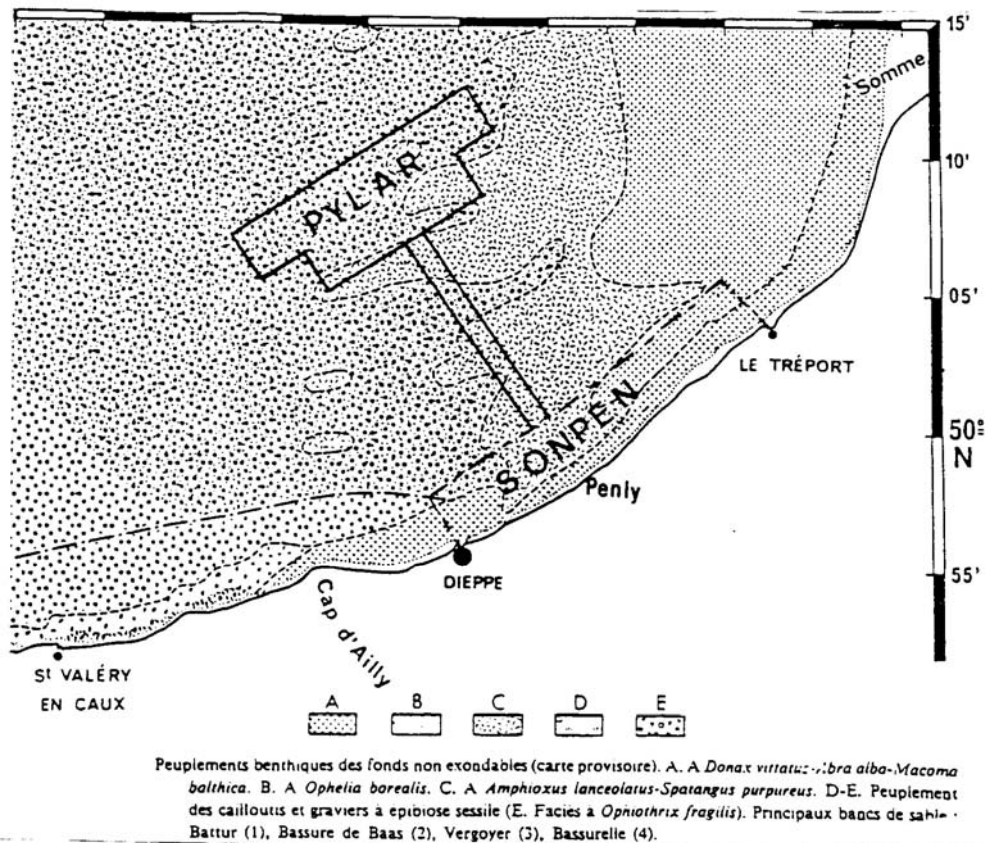 15'
Somme
10'
PYLAR
05'
LE TRÉPORT
SONPEN
50°
N
Penly
DIEPPE
55'
Cap d'Ailly
St VALÉRY
EN CAUX
A B C D E
Peuplements benthiques des fonds non exondables (carte provisoire). A. A Donax vittatus-Abra alba-Macoma
balthica. B. A Ophelia borealis. C. A Amphioxus lanceolatus-Spatangus purpureus. D-E. Peuplement
des cailloutis et graviers à epibiose sessile (E. Faciès à Ophiothrix fragilis). Principaux bancs de sable :
Battur (1), Bassure de Baas (2), Vergoyer (3), Bassurelle (4).